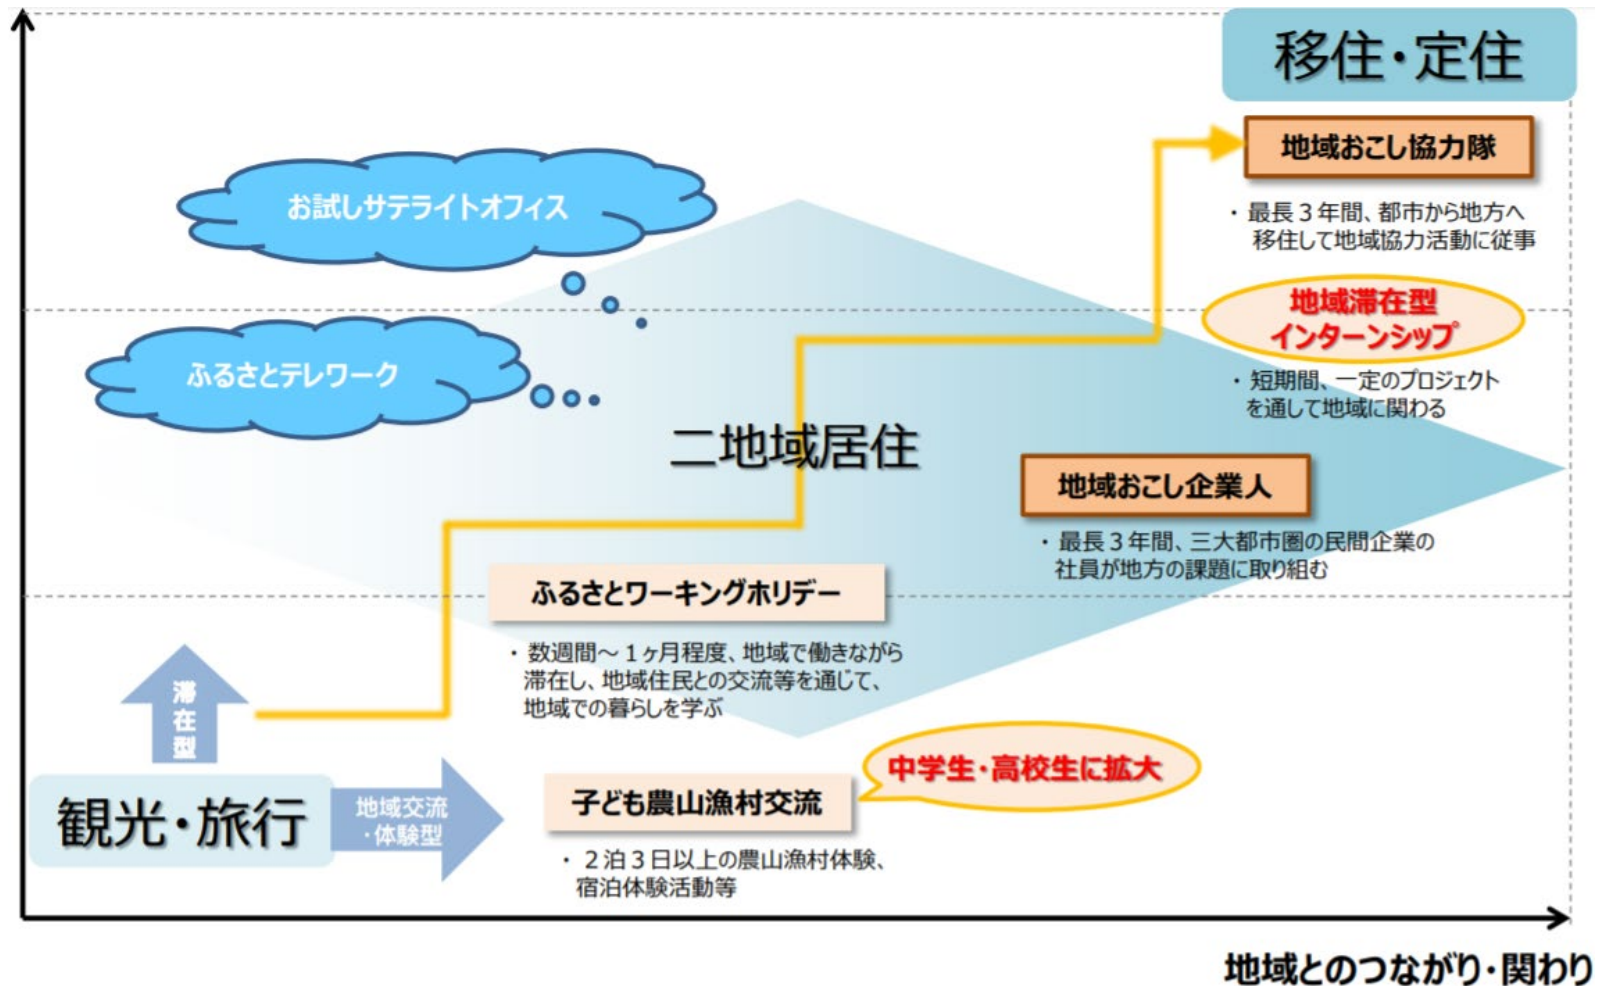 移住・定住
地域おこし協力隊
・最長３年間、都市から地方へ
移住して地域協力活動に従事
お試しサテライトオフィス
地域滞在型
インターンシップ
・短期間、一定のプロジェクト
を通して地域に関わる
ふるさとテレワーク
二地域居住
地域おこし企業人
・最長３年間、三大都市圏の民間企業の
社員が地方の課題に取り組む
ふるさとワーキングホリデー
・数週間～１ヶ月程度、地域で働きながら
滞在し、地域住民との交流等を通じて、
地域での暮らしを学ぶ
滞
在
型
観光・旅行
地域交流
・体験型
子ども農山漁村交流
中学生・高校生に拡大
・２泊３日以上の農山漁村体験、
宿泊体験活動等
地域とのつながり・関わり